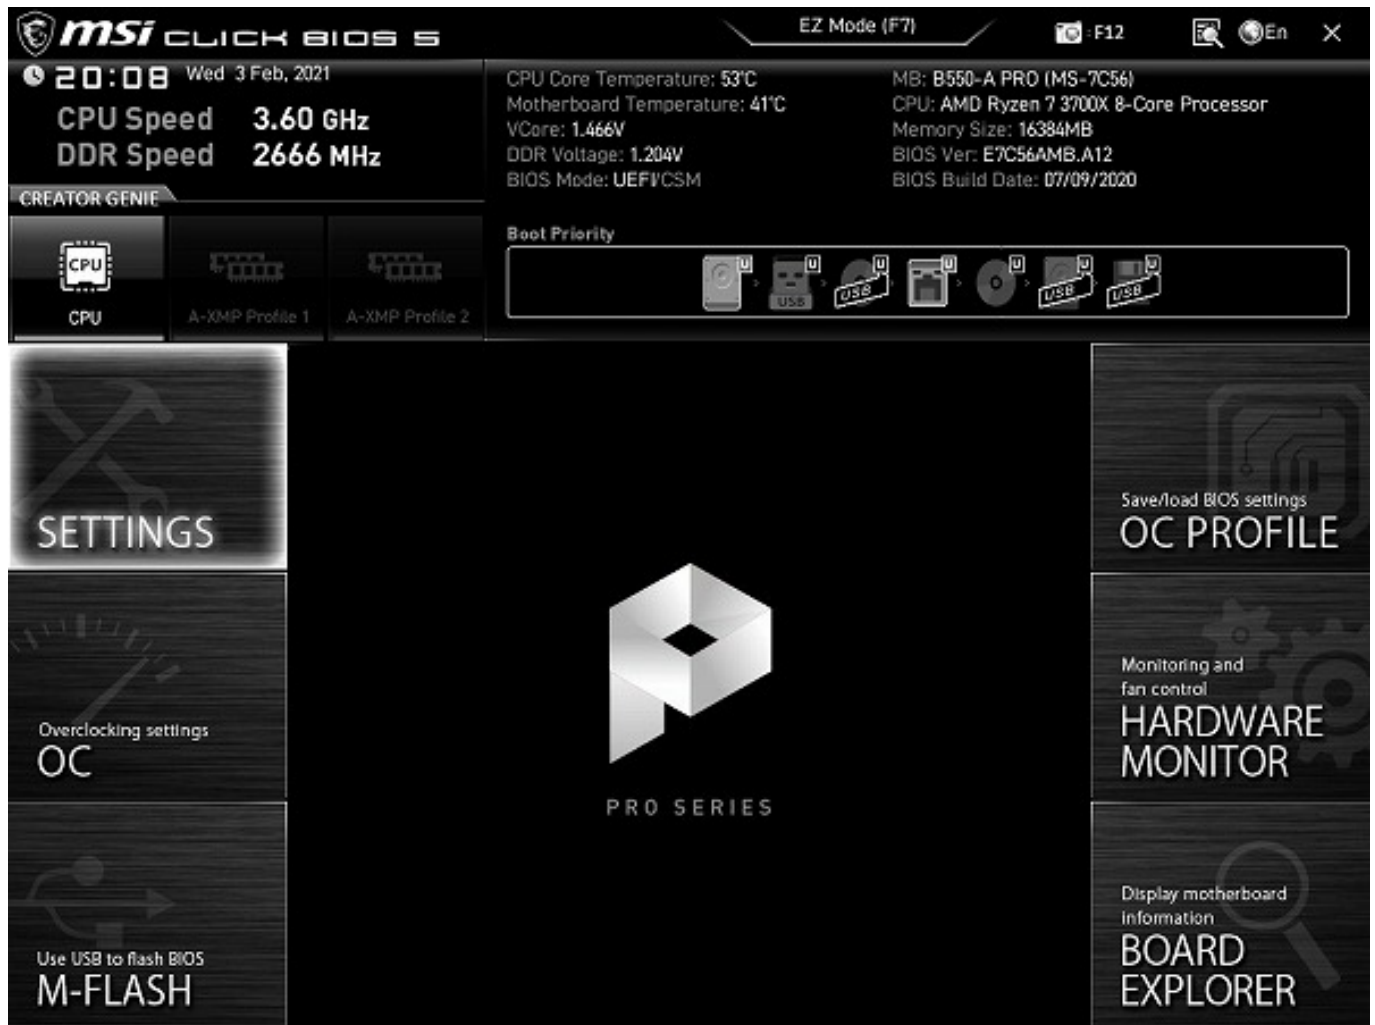 msi CLICK BIOS 5
EZ Mode (F7)
: F12
En
X
20:08 Wed 3 Feb, 2021
CPU Speed 3.60 GHz
DDR Speed 2666 MHz
CPU Core Temperature: 53°C
Motherboard Temperature: 41°C
VCore: 1.466V
DDR Voltage: 1.204V
BIOS Mode: UEFI/CSM
MB: B550-A PRO (MS-7C56)
CPU: AMD Ryzen 7 3700X 8-Core Processor
Memory Size: 16384MB
BIOS Ver: E7C56AMB.A12
BIOS Build Date: 07/09/2020
CREATOR GENIE
CPU
CPU
A-XMP Profile 1
A-XMP Profile 2
Boot Priority
U U U U U U U
USB USB USB USB
SETTINGS
Overclocking settings
OC
Use USB to flash BIOS
M-FLASH
PRO SERIES
Save/load BIOS settings
OC PROFILE
Monitoring and
fan control
HARDWARE
MONITOR
Display motherboard
information
BOARD
EXPLORER